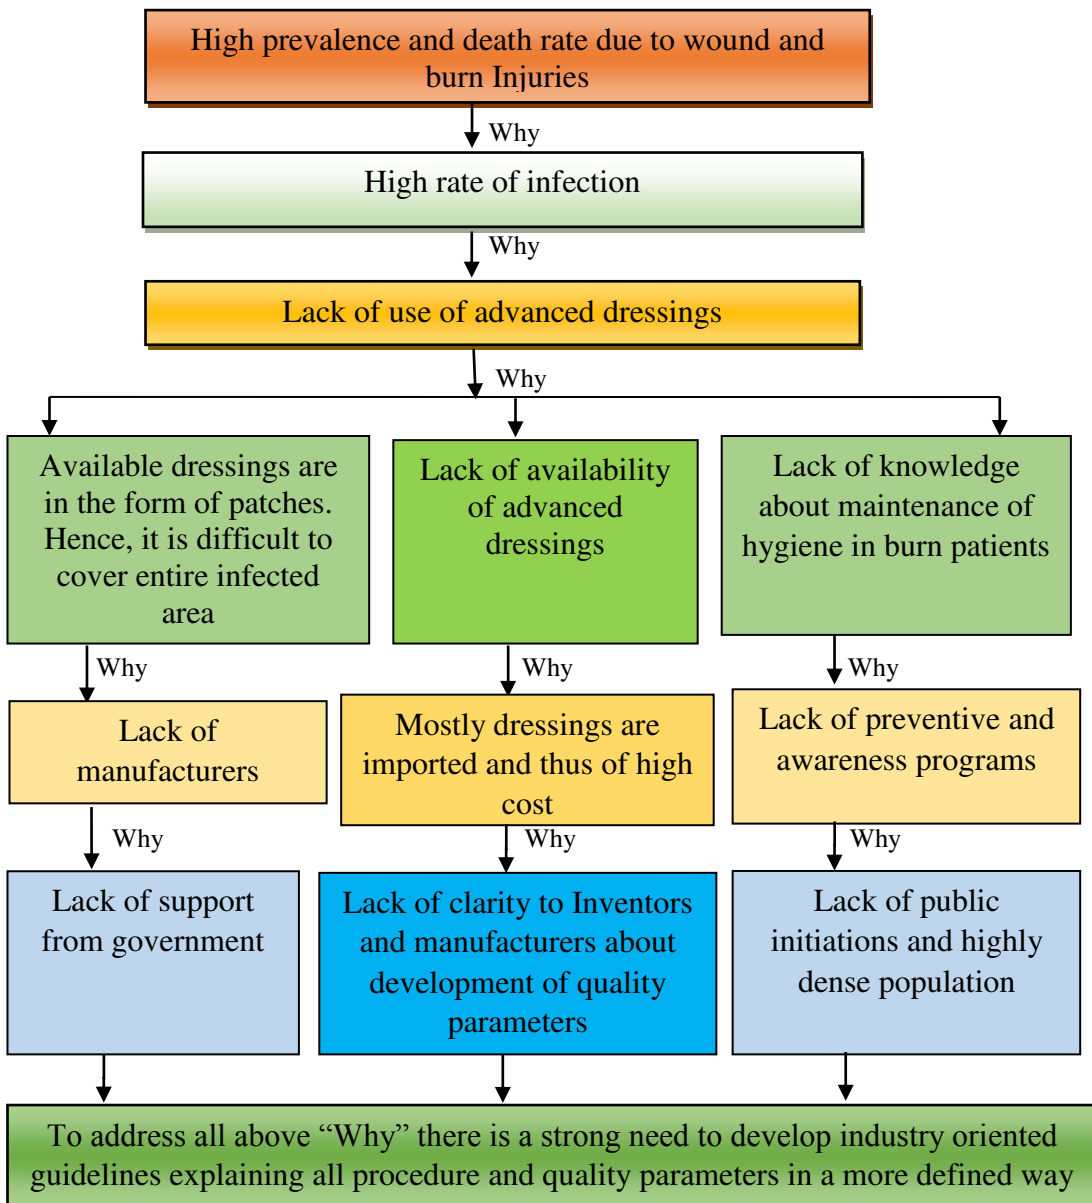 High prevalence and death rate due to wound and
burn Injuries
Why
High rate of infection
Why
Lack of use of advanced dressings
Why
Available dressings are
in the form of patches.
Hence, it is difficult to
cover entire infected
area
Lack of availability
of advanced
dressings
Lack of knowledge
about maintenance of
hygiene in burn patients
Why
Why
Why
Lack of
manufacturers
Mostly dressings are
imported and thus of high
cost
Lack of preventive and
awareness programs
Why
Why
Why
Lack of support
from government
Lack of clarity to Inventors
and manufacturers about
development of quality
parameters
Lack of public
initiations and highly
dense population
To address all above “Why” there is a strong need to develop industry oriented
guidelines explaining all procedure and quality parameters in a more defined way